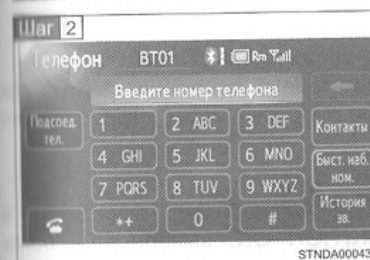 Шаг 2
Телефон BT01 Rm
Введите номер телефона
Подсоед. тел.
1 2 ABC 3 DEF
Контакты
4 GHI 5 JKL 6 MNO
Быст. наб. ном.
7 PQRS 8 TUV 9 WXYZ
История зв.
*+ 0 #
STNDA00043